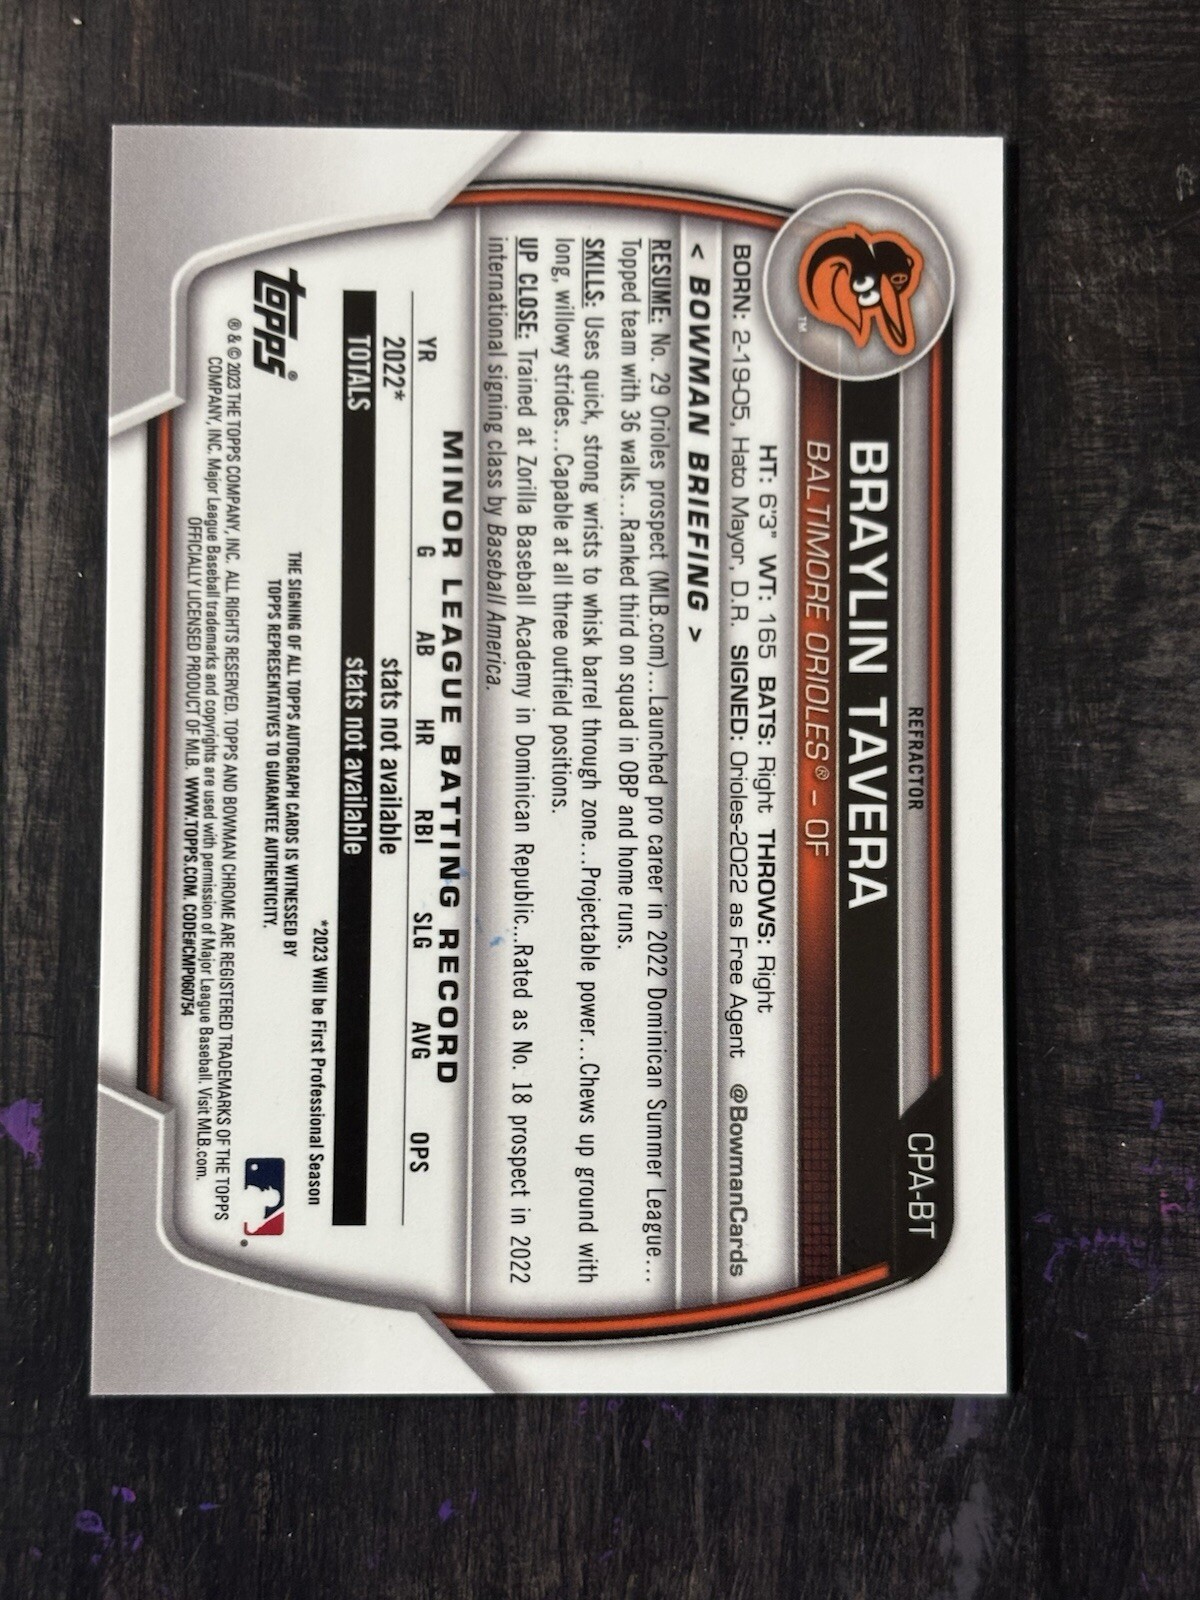 REFRACTOR
CPA-BT
BRAYLIN TAVERA
BALTIMORE ORIOLES® – OF
TM
HT: 6'3" WT: 165 BATS: Right THROWS: Right
BORN: 2-19-05, Hato Mayor, D.R. SIGNED: Orioles-2022 as Free Agent @BowmanCards
< BOWMAN BRIEFING >
RESUME: No. 29 Orioles prospect (MLB.com)...Launched pro career in 2022 Dominican Summer League...
Topped team with 36 walks...Ranked third on squad in OBP and home runs.
SKILLS: Uses quick, strong wrists to whisk barrel through zone...Projectable power...Chews up ground with
long, willowy strides...Capable at all three outfield positions.
UP CLOSE: Trained at Zorilla Baseball Academy in Dominican Republic...Rated as No. 18 prospect in 2022
international signing class by Baseball America.
MINOR LEAGUE BATTING RECORD
YR G AB HR RBI SLG AVG OPS
2022* stats not available
TOTALS stats not available
*2023 Will be First Professional Season
THE SIGNING OF ALL TOPPS AUTOGRAPH CARDS IS WITNESSED BY
TOPPS REPRESENTATIVES TO GUARANTEE AUTHENTICITY.
topps®
® & © 2023 THE TOPPS COMPANY, INC. ALL RIGHTS RESERVED. TOPPS AND BOWMAN CHROME ARE REGISTERED TRADEMARKS OF THE TOPPS
COMPANY, INC. Major League Baseball trademarks and copyrights are used with permission of Major League Baseball. Visit MLB.com.
OFFICIALLY LICENSED PRODUCT OF MLB. WWW.TOPPS.COM. CODE#CMP060754